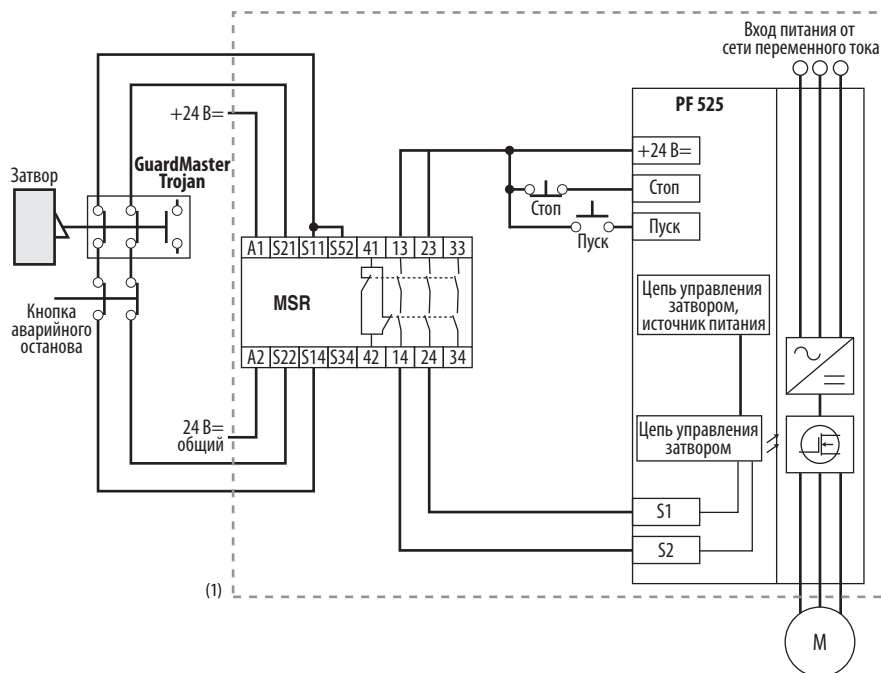 Вход питания от
сети переменного тока
PF 525
+24 В=
GuardMaster
Trojan
Затвор
+24 В=
Стоп
Стоп
Пуск
Пуск
A1 S21 S11 S52 41 13 23 33
MSR
Кнопка
аварийного
останова
A2 S22 S14 S34 42 14 24 34
Цепь управления
затвором,
источник питания
24 В=
общий
Цепь управления
затвором
S1
S2
(1)
M